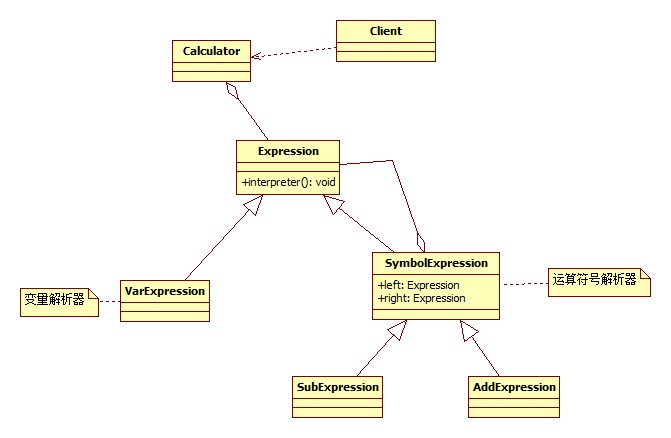 Client
Calculator
Expression
+interpreter(): void
SymbolExpression
+left: Expression
+right: Expression
运算符号解析器
变量解析器
VarExpression
SubExpression
AddExpression